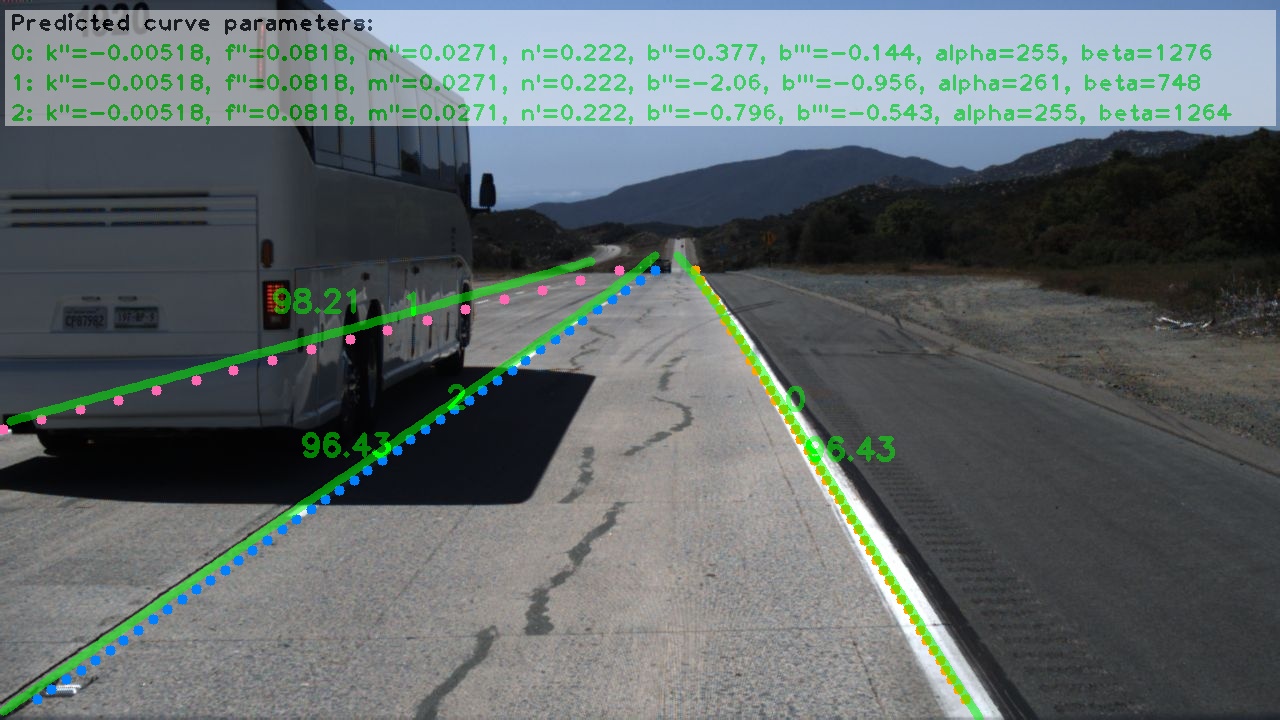 1020
Predicted curve parameters:
0: k"=-0.00518, f"=0.0818, m"=0.0271, n'=0.222, b"=0.377, b'"=-0.144, alpha=255, beta=1276
1: k"=-0.00518, f"=0.0818, m"=0.0271, n'=0.222, b"=-2.06, b'"=-0.956, alpha=261, beta=748
2: k"=-0.00518, f"=0.0818, m"=0.0271, n'=0.222, b"=-0.796, b'"=-0.543, alpha=255, beta=1264
98.21
1
2
0
96.43
96.43